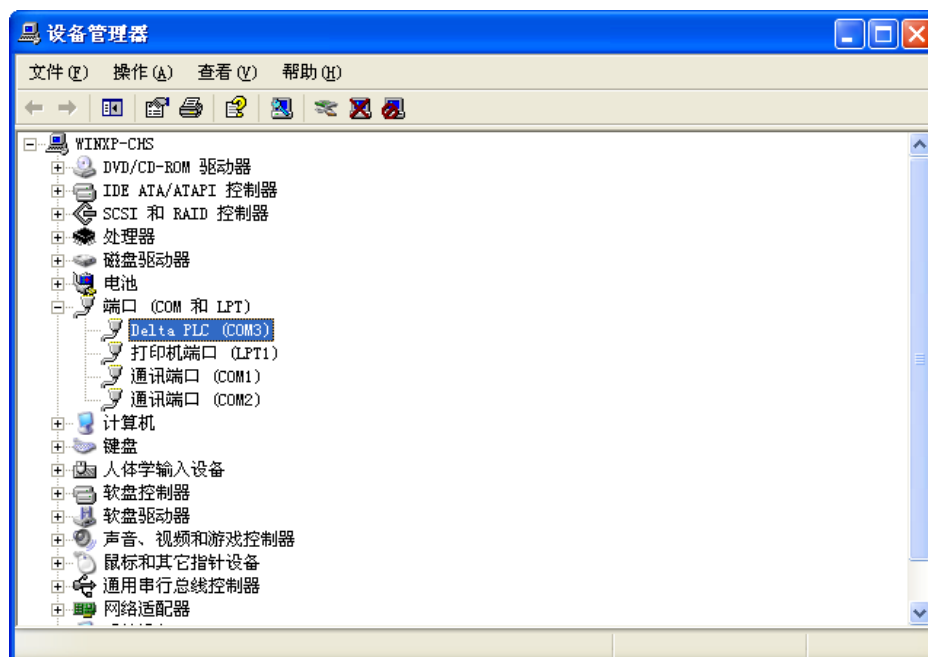 设备管理器
文件(F) 操作(A) 查看(V) 帮助(H)
WINXP-CHS
DVD/CD-ROM 驱动器
IDE ATA/ATAPI 控制器
SCSI 和 RAID 控制器
处理器
磁盘驱动器
电池
端口 (COM 和 LPT)
Delta PLC (COM3)
打印机端口 (LPT1)
通讯端口 (COM1)
通讯端口 (COM2)
计算机
键盘
人体学输入设备
软盘控制器
软盘驱动器
声音、视频和游戏控制器
鼠标和其它指针设备
通用串行总线控制器
网络适配器